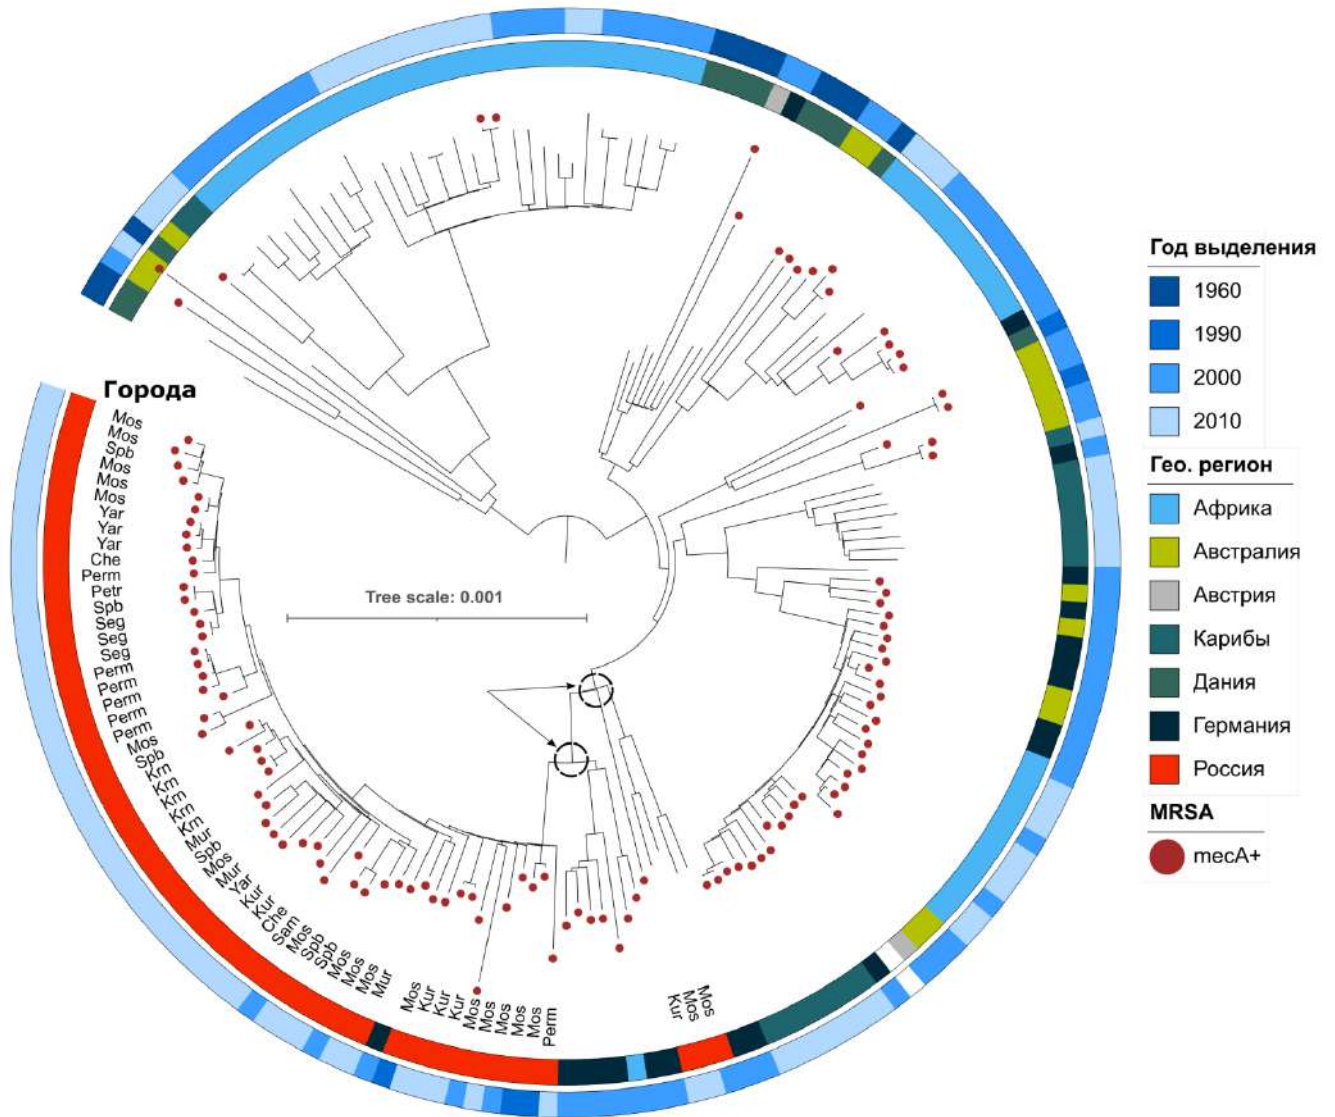 Города
Mos
Mos
Spb
Mos
Mos
Mos
Yar
Yar
Yar
Che
Perm
Petr
Spb
Seg
Seg
Seg
Perm
Perm
Perm
Perm
Perm
Mos
Spb
Krn
Krn
Krn
Krn
Mur
Spb
Mos
Mur
Yar
Kur
Kur
Che
Sam
Mos
Spb
Spb
Mos
Mos
Mos
Mur
Mos
Kur
Kur
Kur
Mos
Mos
Mos
Mos
Mos
Perm
Kur
Mos
Mos
Tree scale: 0.001
Год выделения
1960
1990
2000
2010
Гео. регион
Африка
Австралия
Австрия
Карибы
Дания
Германия
Россия
MRSA
mecA+